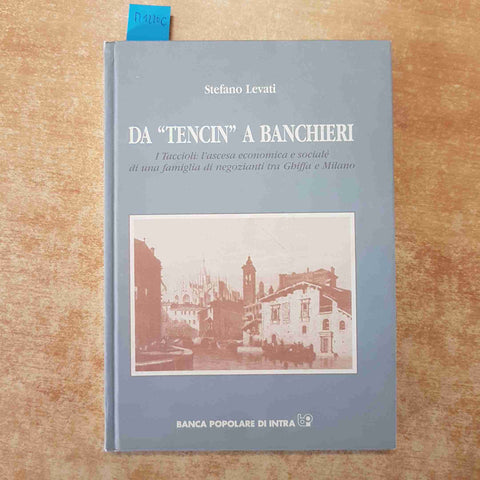 Stefano Levati
DA "TENCIN" A BANCHIERI
I Taccioli: l'ascesa economica e sociale
di una famiglia di negozianti tra Ghiffa e Milano
BANCA POPOLARE DI INTRA